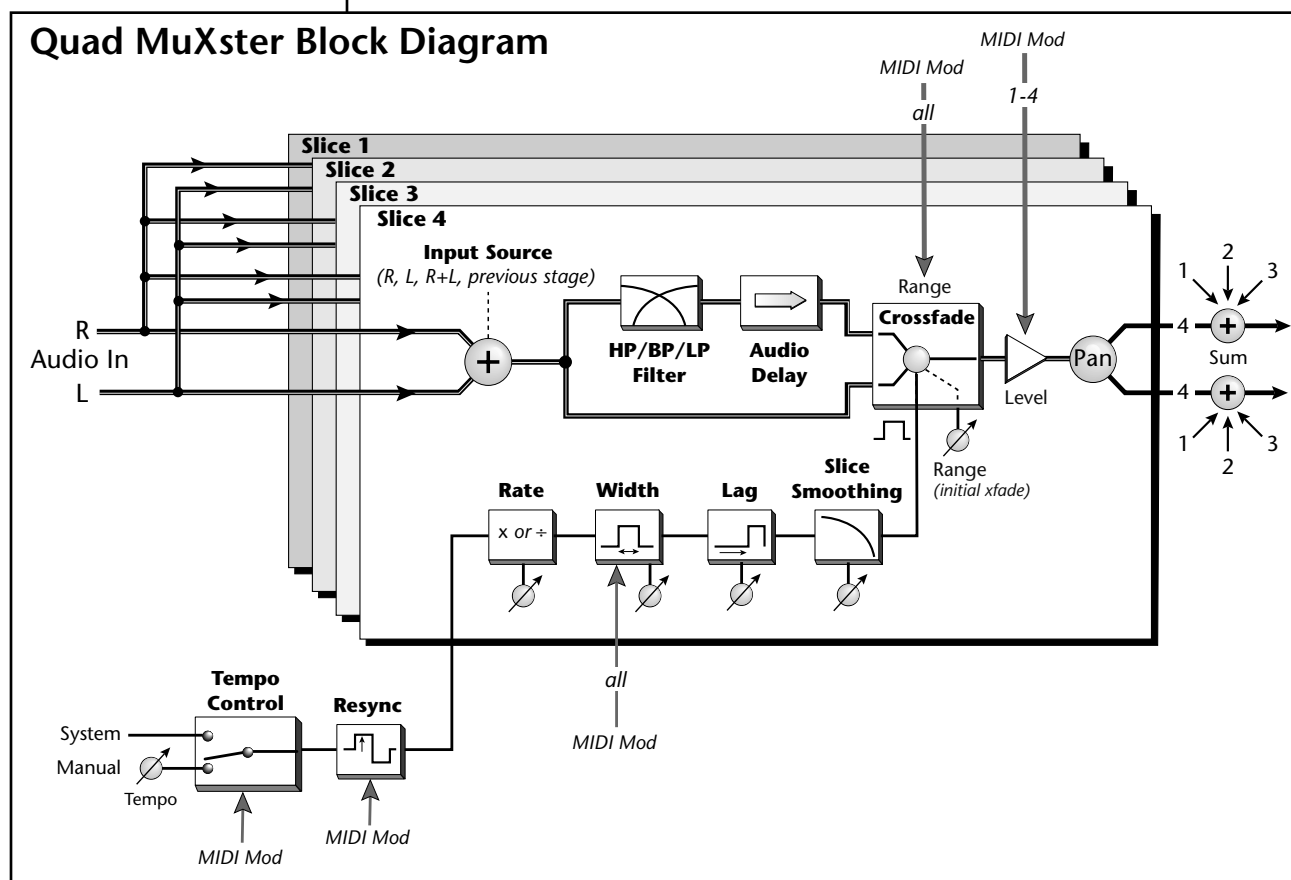 Quad MuXster Block Diagram
MIDI Mod
MIDI Mod
1-4
all
Slice 1
Slice 2
Slice 3
Slice 4
Input Source
(R, L, R+L, previous stage)
2
1
3
Range
Crossfade
R
4
+
Audio In
+
HP/BP/LP
Filter
Audio
Delay
Pan
Sum
L
Level
4
+
1
2
3
Range
(initial xfade)
Slice
Smoothing
Rate
Width
Lag
x or ÷
all
MIDI Mod
Tempo
Control
Resync
System
Manual
Tempo
MIDI Mod
MIDI Mod